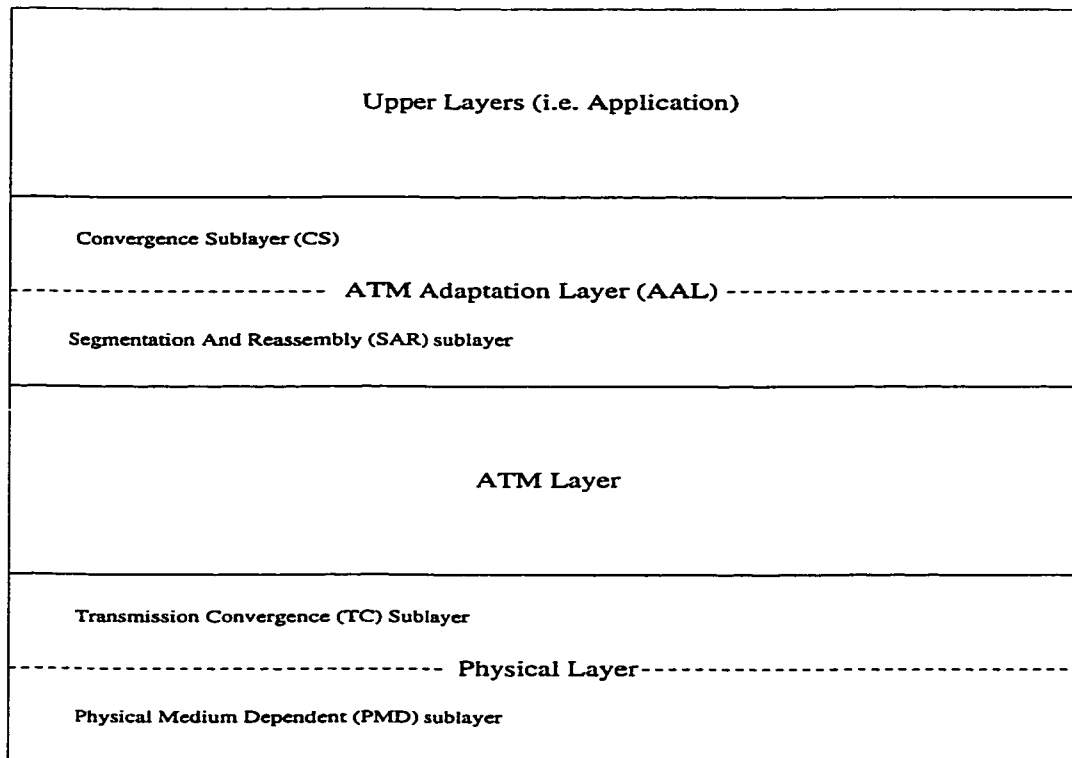 Upper Layers (i.e. Application)
Convergence Sublayer (CS)
ATM Adaptation Layer (AAL)
Segmentation And Reassembly (SAR) sublayer
ATM Layer
Transmission Convergence (TC) Sublayer
Physical Layer
Physical Medium Dependent (PMD) sublayer